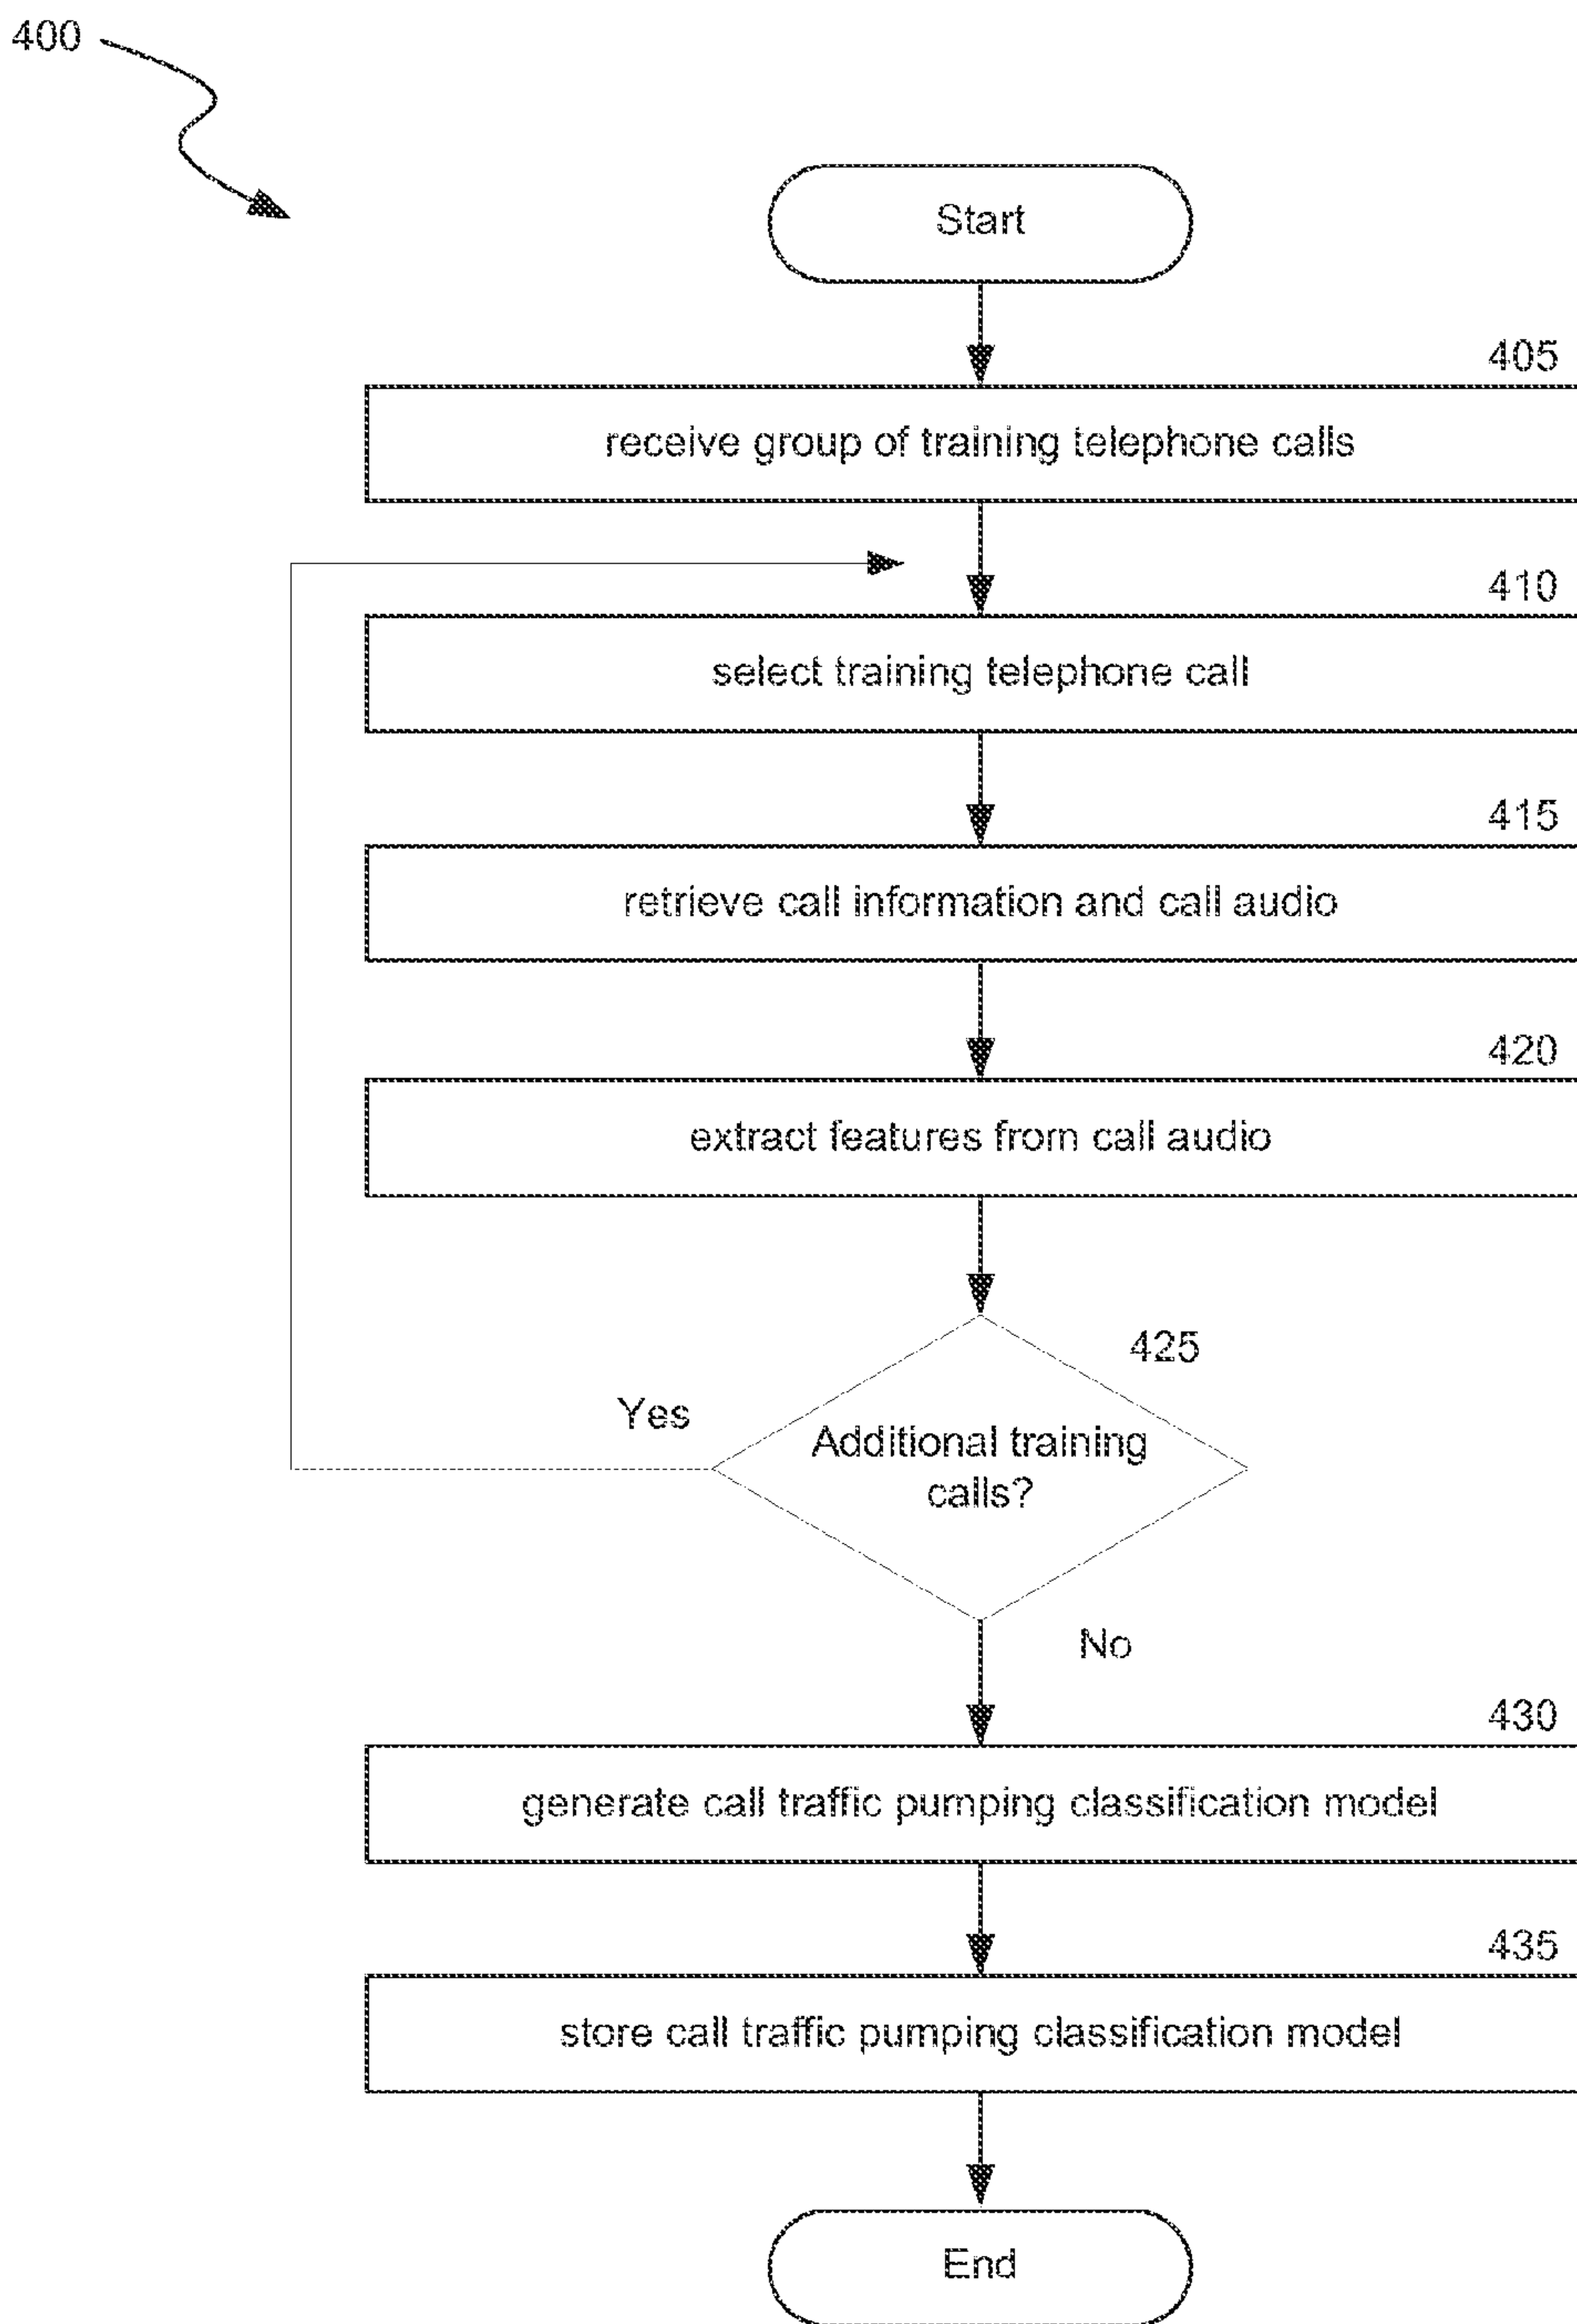 400
Start
405
receive group of training telephone calls
410
select training telephone call
415
retrieve call information and call audio
420
extract features from call audio
425
Yes
Additional training
calls?
No
430
generate call traffic pumping classification model
435
store call traffic pumping classification model
End